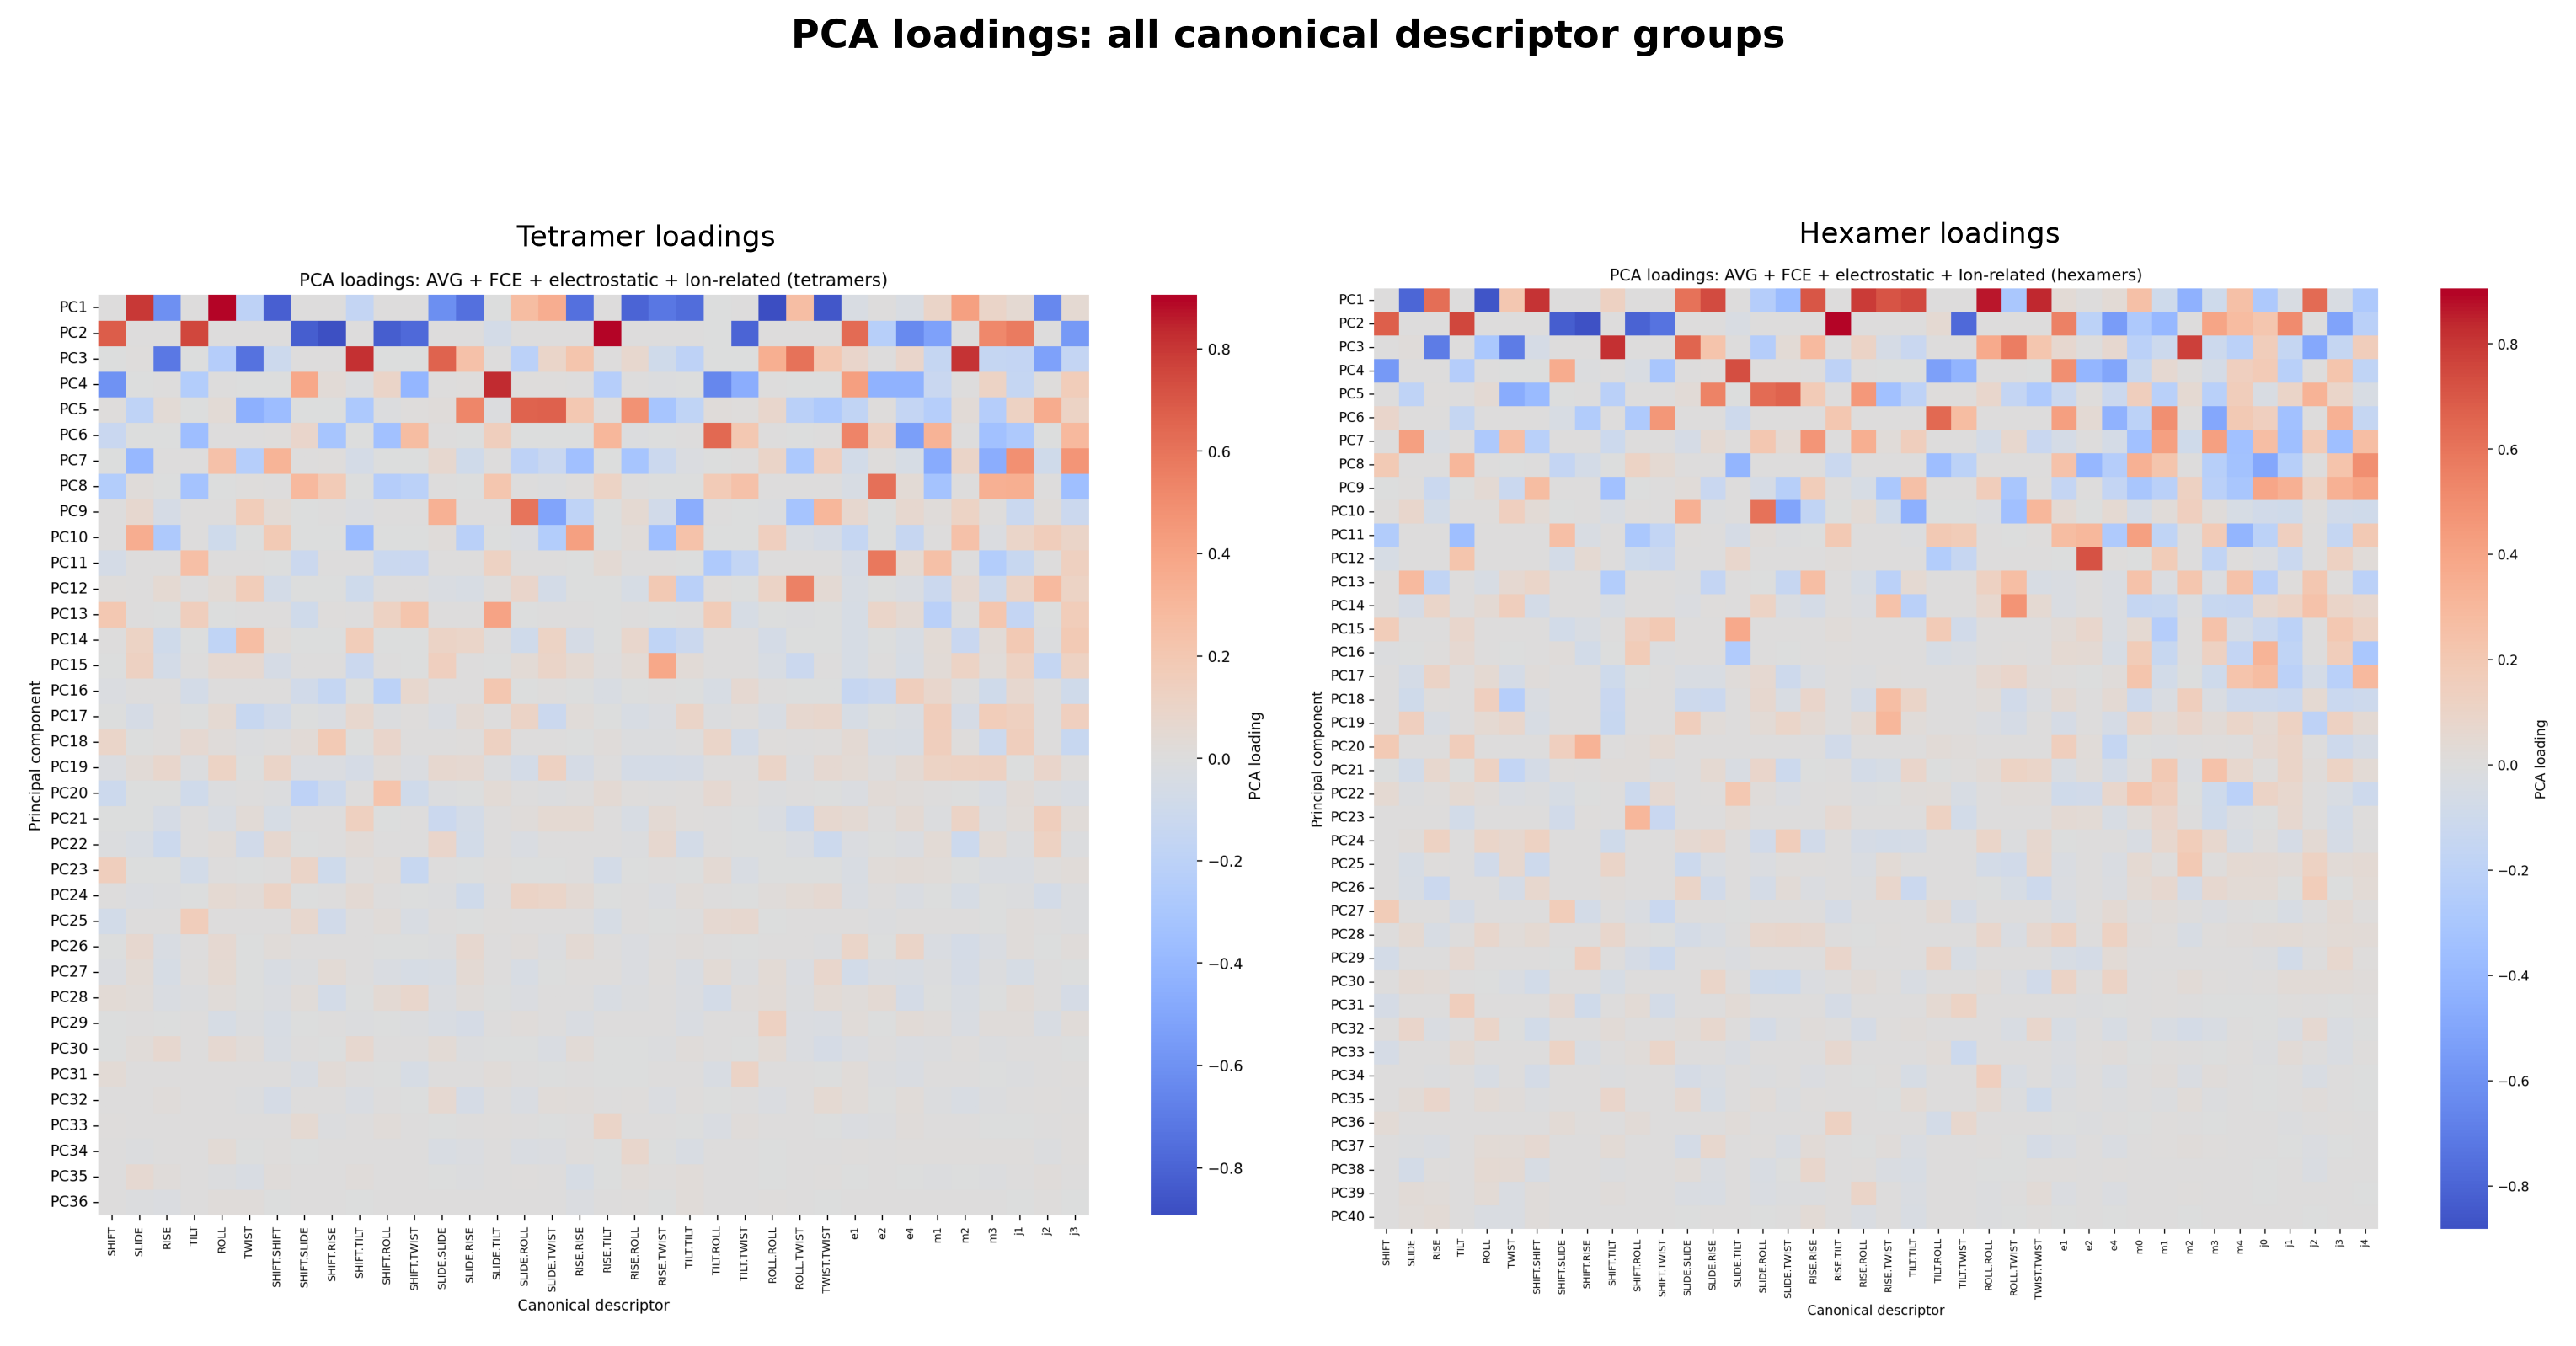 PCA loadings: all canonical descriptor groups
Tetramer loadings
PCA loadings: AVG + FCE + electrostatic + Ion-related (tetramers)
Principal component
PC1
PC2
PC3
PC4
PC5
PC6
PC7
PC8
PC9
PC10
PC11
PC12
PC13
PC14
PC15
PC16
PC17
PC18
PC19
PC20
PC21
PC22
PC23
PC24
PC25
PC26
PC27
PC28
PC29
PC30
PC31
PC32
PC33
PC34
PC35
PC36
SHIFT
SLIDE
RISE
TILT
ROLL
TWIST
SHIFT.SHIFT
SHIFT.SLIDE
SHIFT.RISE
SHIFT.TILT
SHIFT.ROLL
SHIFT.TWIST
SLIDE.SLIDE
SLIDE.RISE
SLIDE.TILT
SLIDE.ROLL
SLIDE.TWIST
RISE.RISE
RISE.TILT
RISE.ROLL
RISE.TWIST
TILT.TILT
TILT.ROLL
TILT.TWIST
ROLL.ROLL
ROLL.TWIST
TWIST.TWIST
e1
e2
e4
m1
m2
m3
j1
j2
j3
Canonical descriptor
0.8
0.6
0.4
0.2
0.0
−0.2
−0.4
−0.6
−0.8
PCA loading
Hexamer loadings
PCA loadings: AVG + FCE + electrostatic + Ion-related (hexamers)
Principal component
PC1
PC2
PC3
PC4
PC5
PC6
PC7
PC8
PC9
PC10
PC11
PC12
PC13
PC14
PC15
PC16
PC17
PC18
PC19
PC20
PC21
PC22
PC23
PC24
PC25
PC26
PC27
PC28
PC29
PC30
PC31
PC32
PC33
PC34
PC35
PC36
PC37
PC38
PC39
PC40
SHIFT
SLIDE
RISE
TILT
ROLL
TWIST
SHIFT.SHIFT
SHIFT.SLIDE
SHIFT.RISE
SHIFT.TILT
SHIFT.ROLL
SHIFT.TWIST
SLIDE.SLIDE
SLIDE.RISE
SLIDE.TILT
SLIDE.ROLL
SLIDE.TWIST
RISE.RISE
RISE.TILT
RISE.ROLL
RISE.TWIST
TILT.TILT
TILT.ROLL
TILT.TWIST
ROLL.ROLL
ROLL.TWIST
TWIST.TWIST
e1
e2
e4
m0
m1
m2
m3
m4
j0
j1
j2
j3
j4
Canonical descriptor
0.8
0.6
0.4
0.2
0.0
−0.2
−0.4
−0.6
−0.8
PCA loading